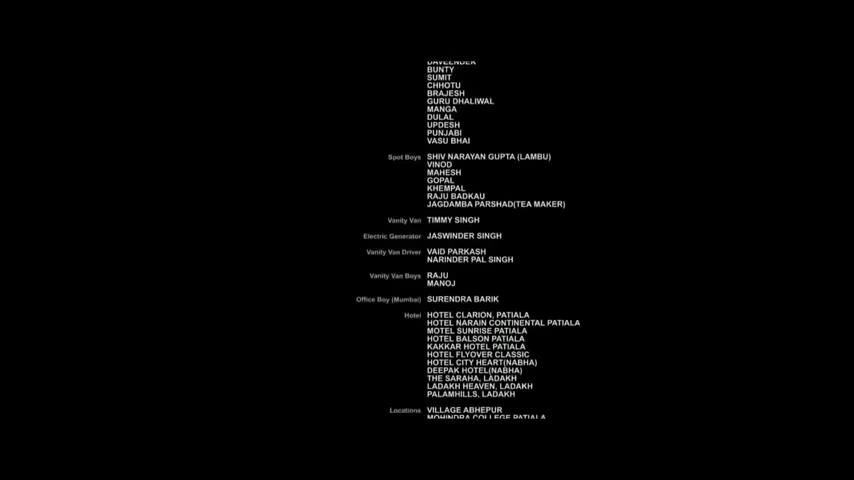 DAVEENDER
BUNTY
SUMIT
CHHOTU
BRAJESH
GURU DHALIWAL
MANGA
DULAL
UPDESH
PUNJABI
VASU BHAI
Spot Boys SHIV NARAYAN GUPTA (LAMBU)
VINOD
MAHESH
GOPAL
KHEMPAL
RAJU BADKAU
JAGDAMBA PARSHAD(TEA MAKER)
Vanity Van TIMMY SINGH
Electric Generator JASWINDER SINGH
Vanity Van Driver VAID PARKASH
NARINDER PAL SINGH
Vanity Van Boys RAJU
MANOJ
Office Boy (Mumbai) SURENDRA BARIK
Hotel HOTEL CLARION, PATIALA
HOTEL NARAIN CONTINENTAL PATIALA
MOTEL SUNRISE PATIALA
HOTEL BALSON PATIALA
KAKKAR HOTEL PATIALA
HOTEL FLYOVER CLASSIC
HOTEL CITY HEART(NABHA)
DEEPAK HOTEL(NABHA)
THE SARAHA, LADAKH
LADAKH HEAVEN, LADAKH
PALAMHILLS, LADAKH
Locations VILLAGE ABHEPUR
MOHINDRA COLLEGE PATIALA